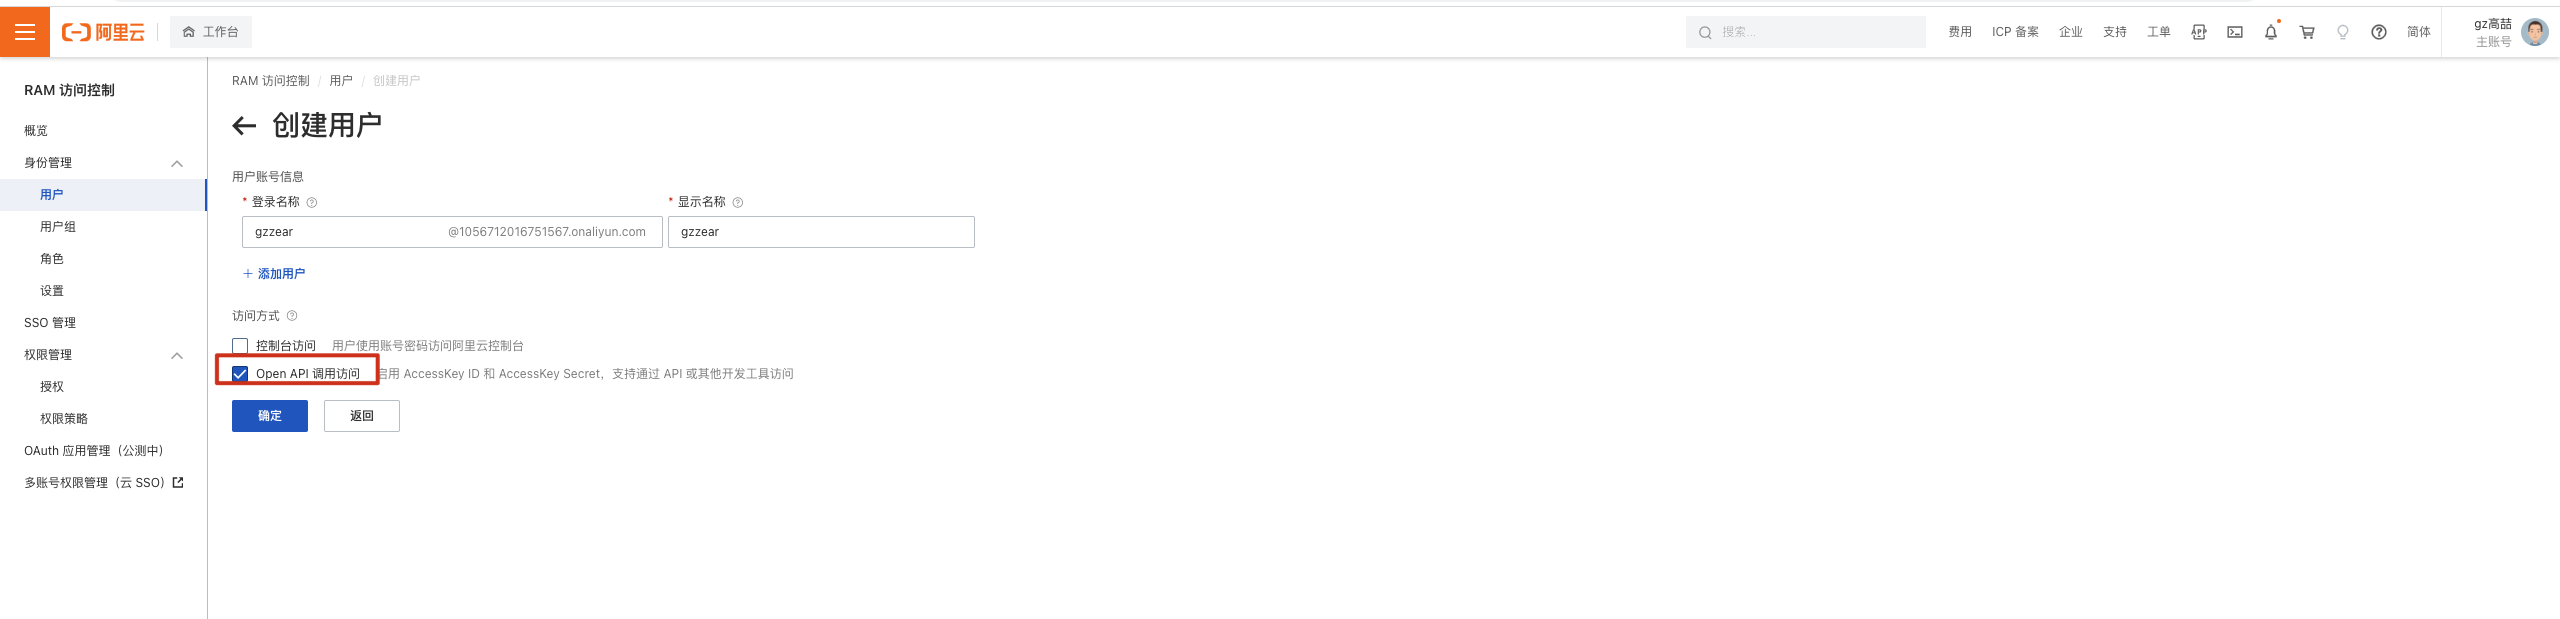 阿里云
工作台
搜索...
费用
ICP 备案
企业
支持
工单
APP
简体
gz高喆
主账号
RAM 访问控制
概览
身份管理
用户
用户组
角色
设置
SSO 管理
权限管理
授权
权限策略
OAuth 应用管理（公测中）
多账号权限管理（云 SSO）
RAM 访问控制 / 用户 / 创建用户
创建用户
用户账号信息
* 登录名称
* 显示名称
gzzear @1056712016751567.onaliyun.com
gzzear
+ 添加用户
访问方式
控制台访问 用户使用账号密码访问阿里云控制台
Open API 调用访问 启用 AccessKey ID 和 AccessKey Secret，支持通过 API 或其他开发工具访问
确定
返回